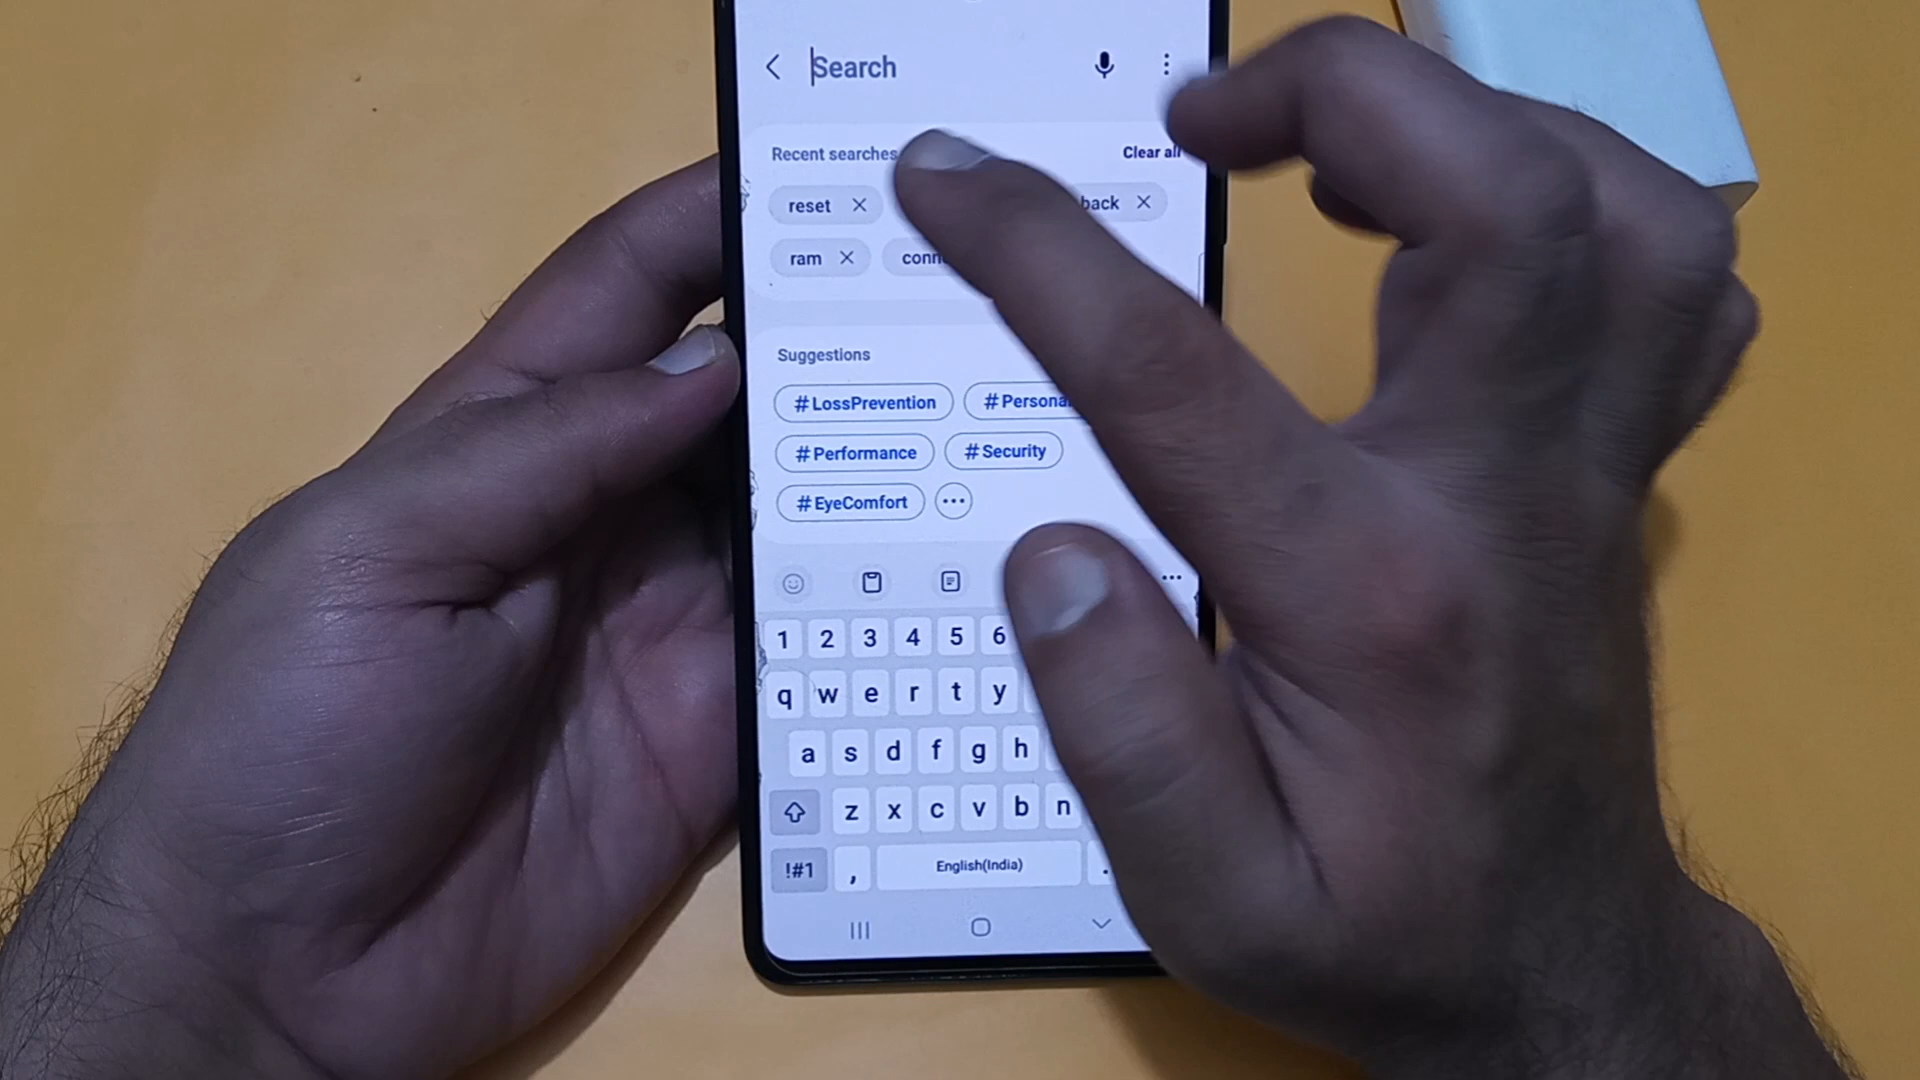 Search
Recent searches Clear all
reset back
ram
Suggestions
#LossPrevention
#Performance #Security
#EyeComfort
1 2 3 4 5 6
q w e r t y
a s d f g h
z x c v b n
!#1 , English(India) .